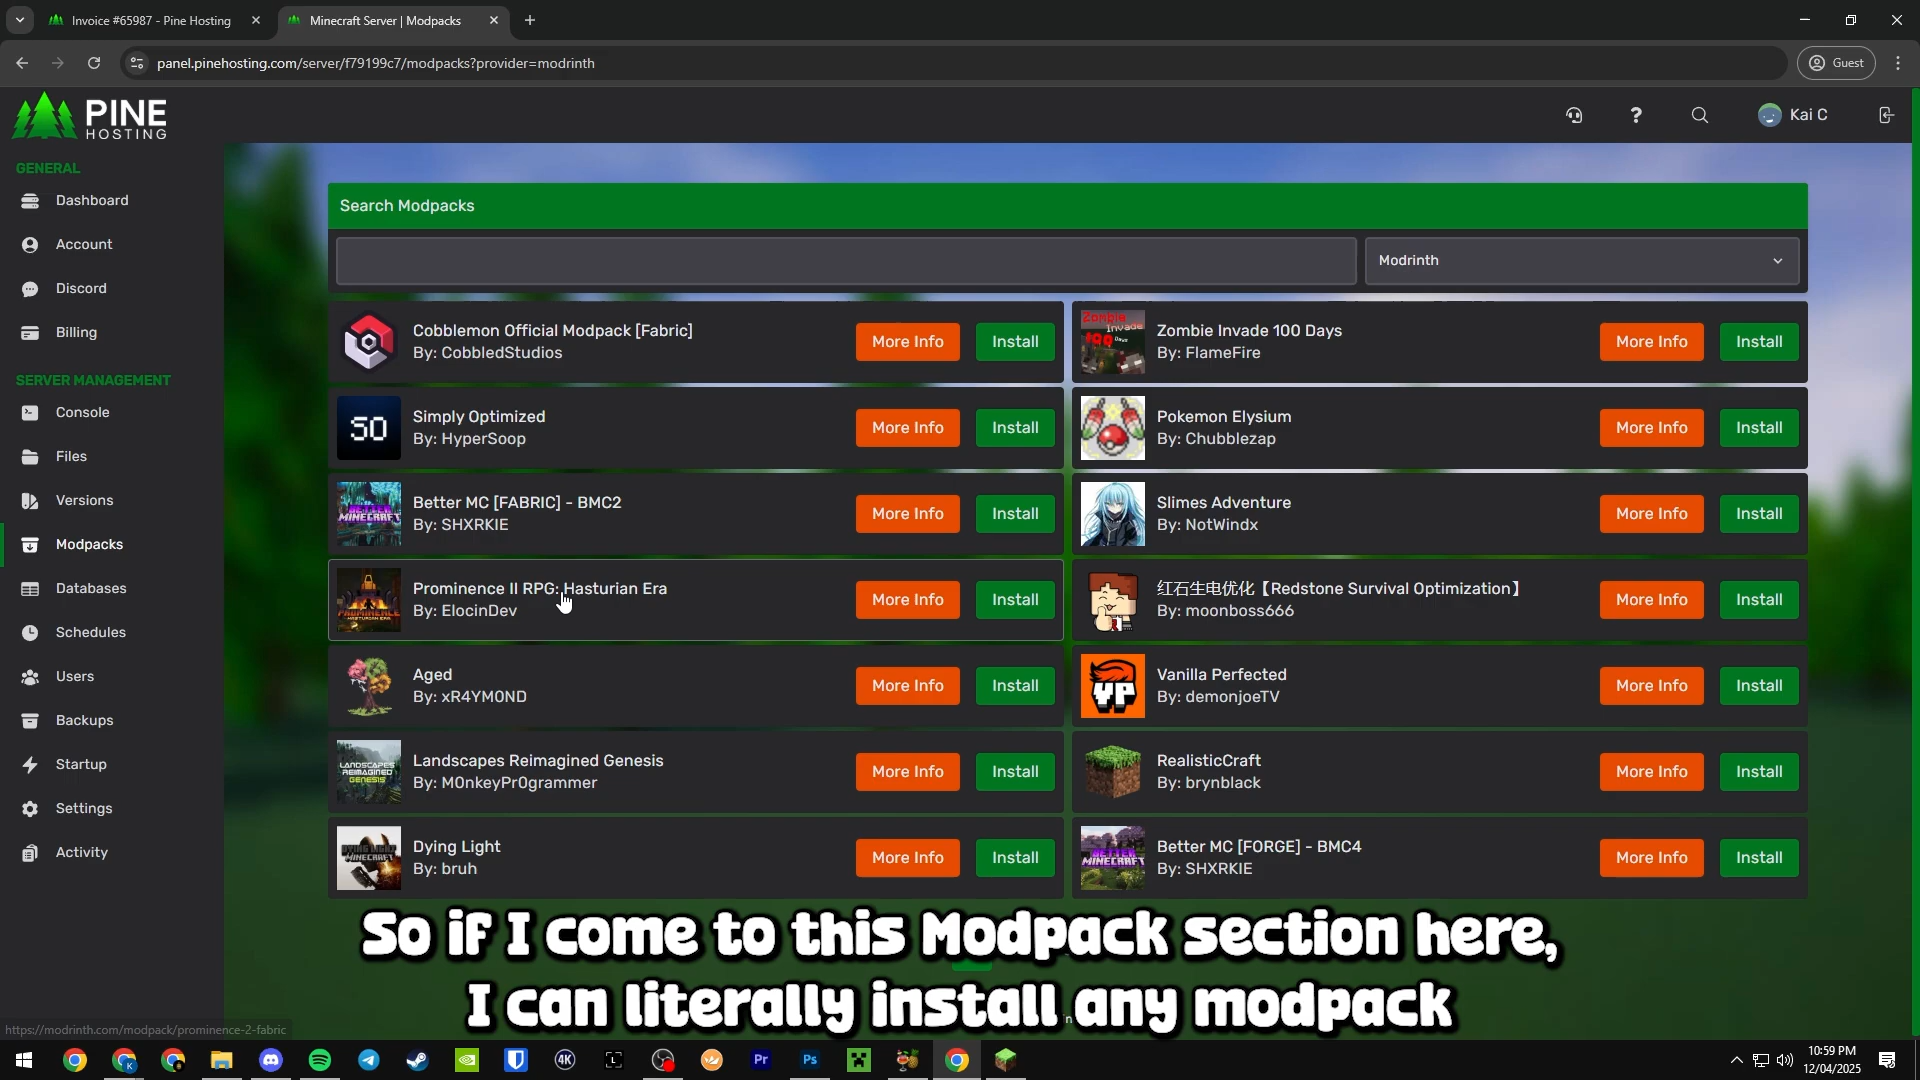 Invoice #65987 - Pine Hosting
Minecraft Server | Modpacks
panel.pinehosting.com/server/f79199c7/modpacks?provider=modrinth
Guest
PINE
HOSTING
Kai C
GENERAL
Dashboard
Account
Discord
Billing
SERVER MANAGEMENT
Console
Files
Versions
Modpacks
Databases
Schedules
Users
Backups
Startup
Settings
Activity
Search Modpacks
Modrinth
Cobblemon Official Modpack [Fabric]
By: CobbledStudios
More Info
Install
Zombie Invade 100 Days
By: FlameFire
More Info
Install
SO
Simply Optimized
By: HyperSoop
More Info
Install
Pokemon Elysium
By: Chubblezap
More Info
Install
Better MC [FABRIC] - BMC2
By: SHXRKIE
More Info
Install
Slimes Adventure
By: NotWindx
More Info
Install
Prominence II RPG: Hasturian Era
By: ElocinDev
More Info
Install
红石生电优化【Redstone Survival Optimization】
By: moonboss666
More Info
Install
Aged
By: xR4YM0ND
More Info
Install
VP
Vanilla Perfected
By: demonjoeTV
More Info
Install
LANDSCAPES
REIMAGINED
GENESIS
Landscapes Reimagined Genesis
By: M0nkeyPr0grammer
More Info
Install
RealisticCraft
By: brynblack
More Info
Install
Dying Light
By: bruh
More Info
Install
Better MC [FORGE] - BMC4
By: SHXRKIE
More Info
Install
So if I come to this Modpack section here,
I can literally install any modpack
https://modrinth.com/modpack/prominence-2-fabric
10:59 PM
12/04/2025